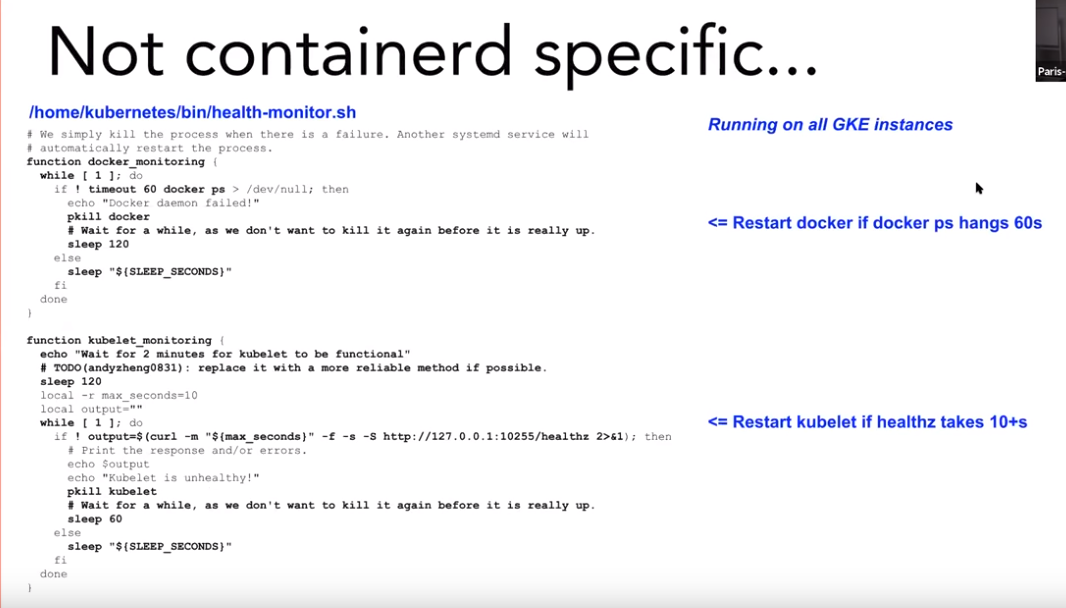 Not containerd specific...
Paris-
/home/kubernetes/bin/health-monitor.sh
Running on all GKE instances
# We simply kill the process when there is a failure. Another systemd service will
# automatically restart the process.
function docker_monitoring {
  while [ 1 ]; do
    if ! timeout 60 docker ps > /dev/null; then
      echo "Docker daemon failed!"
      pkill docker
      # Wait for a while, as we don't want to kill it again before it is really up.
      sleep 120
    else
      sleep "${SLEEP_SECONDS}"
    fi
  done
}
<= Restart docker if docker ps hangs 60s
function kubelet_monitoring {
  echo "Wait for 2 minutes for kubelet to be functional"
  # TODO(andyzheng0831): replace it with a more reliable method if possible.
  sleep 120
  local -r max_seconds=10
  local output=""
  while [ 1 ]; do
    if ! output=$(curl -m "${max_seconds}" -f -s -S http://127.0.0.1:10255/healthz 2>&1); then
      # Print the response and/or errors.
      echo $output
      echo "Kubelet is unhealthy!"
      pkill kubelet
      # Wait for a while, as we don't want to kill it again before it is really up.
      sleep 60
    else
      sleep "${SLEEP_SECONDS}"
    fi
  done
}
<= Restart kubelet if healthz takes 10+s